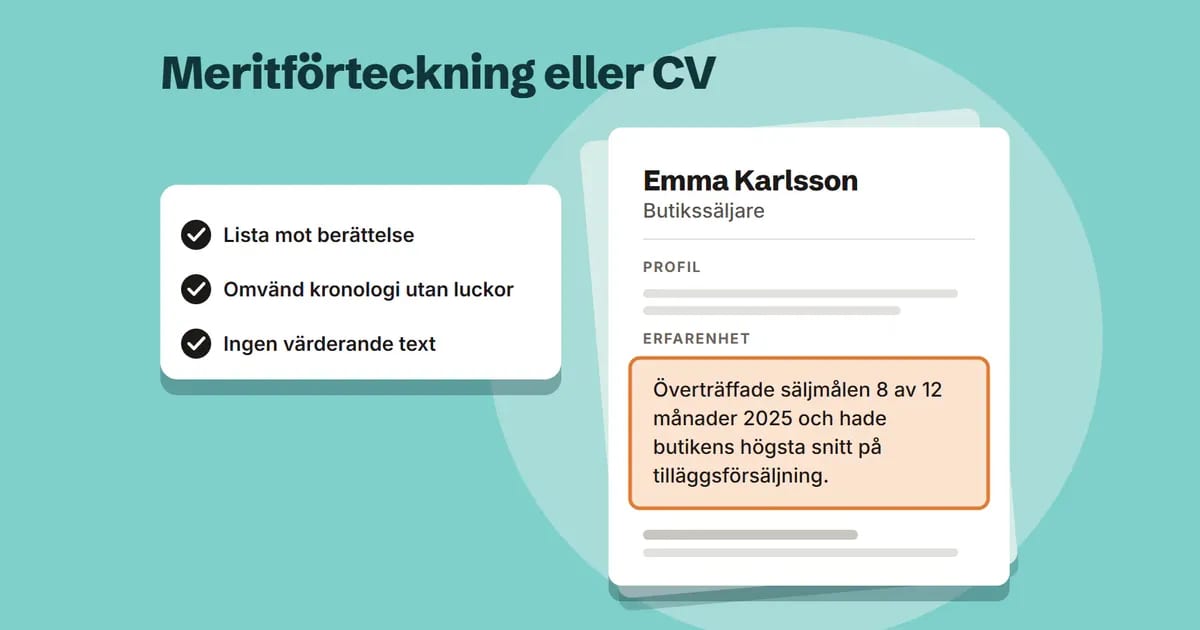 Meritförteckning eller CV
Lista mot berättelse
Omvänd kronologi utan luckor
Ingen värderande text
Emma Karlsson
Butikssäljare
PROFIL
ERFARENHET
Överträffade säljmålen 8 av 12
månader 2025 och hade
butikens högsta snitt på
tilläggsförsäljning.